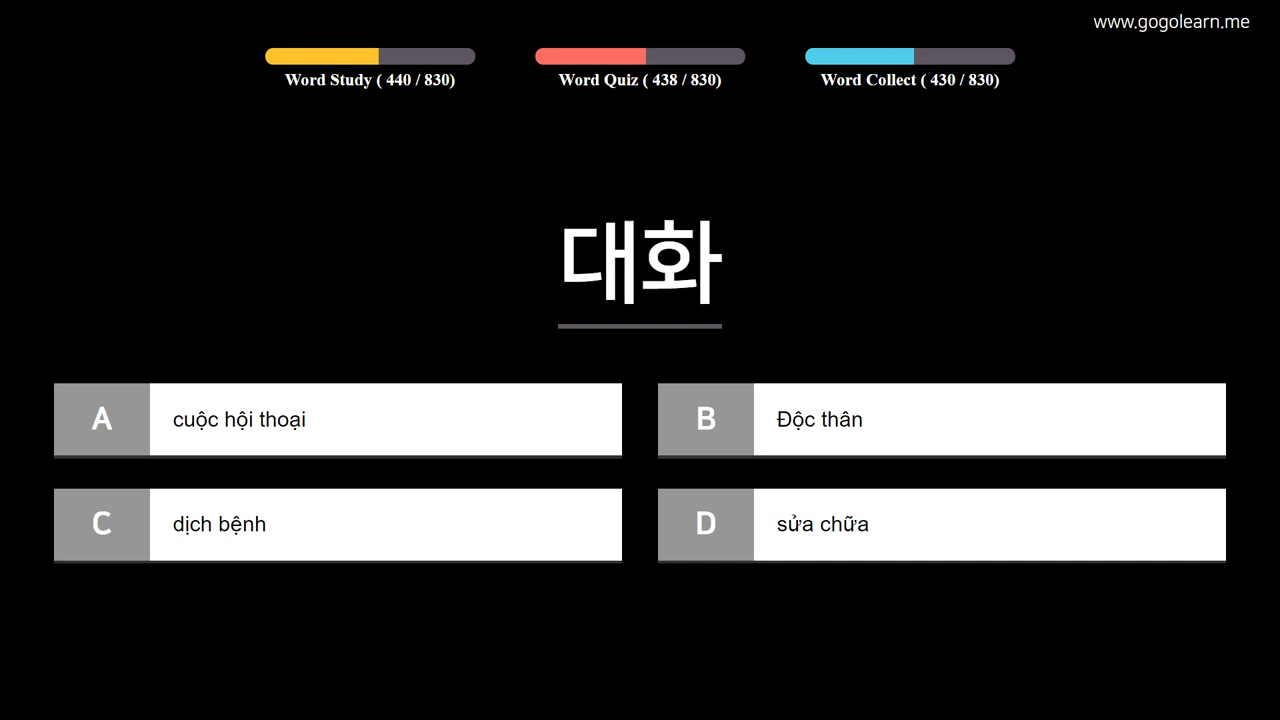 www.gogolearn.me
Word Study ( 440 / 830)
Word Quiz ( 438 / 830)
Word Collect ( 430 / 830)
대화
A cuộc hội thoại
B Độc thân
C dịch bệnh
D sửa chữa